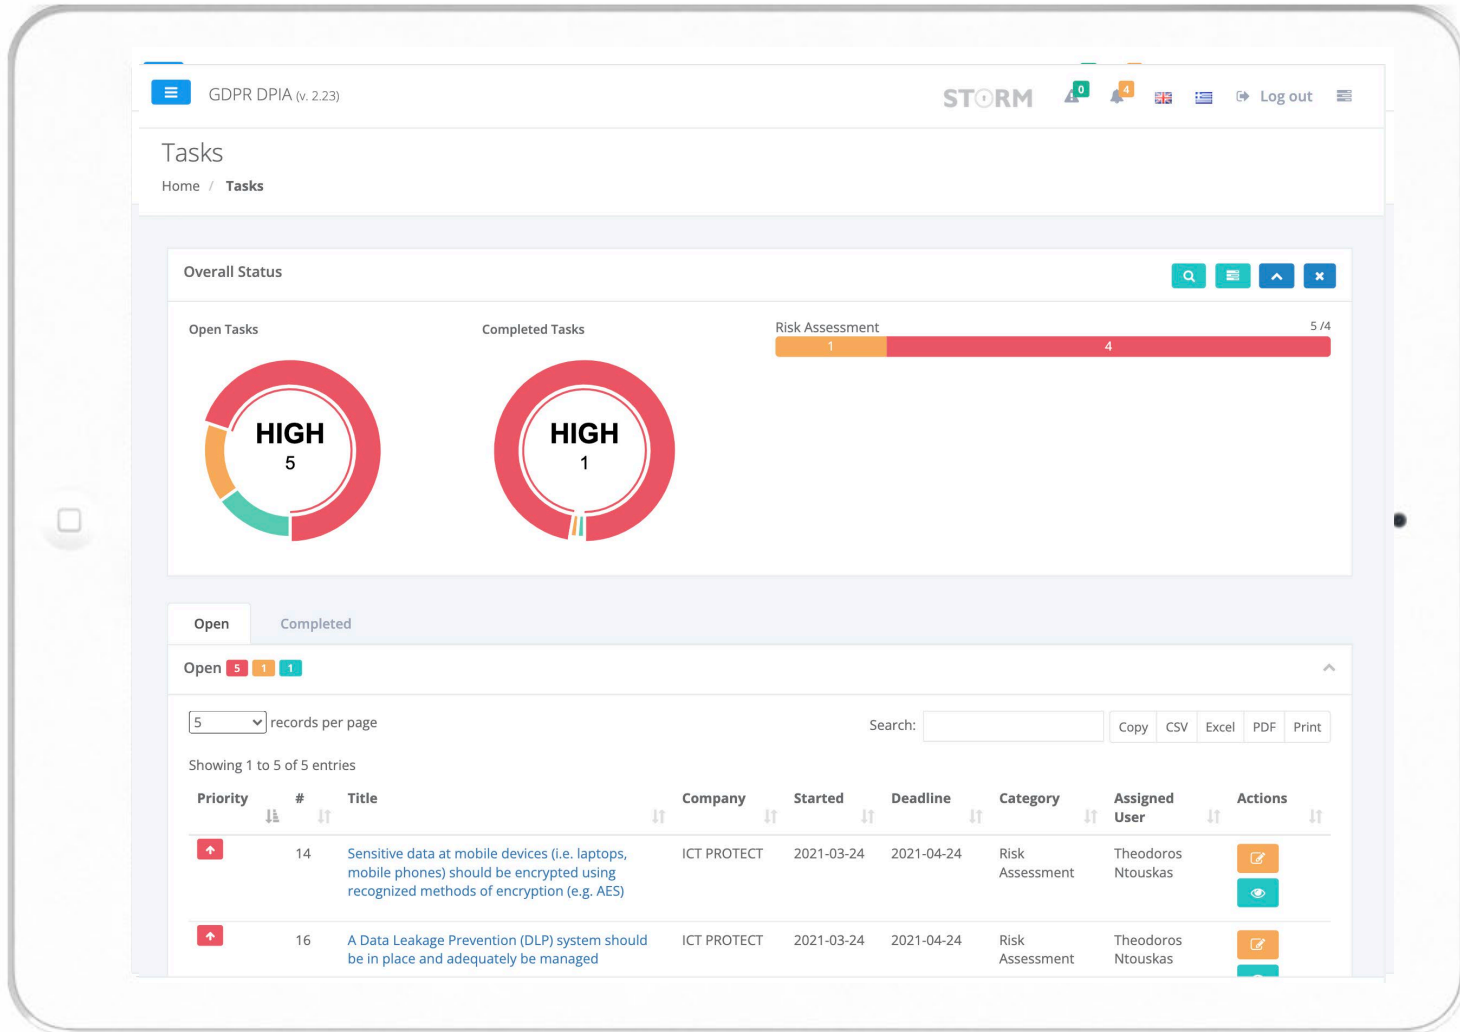 GDPR DPIA (v. 2.23)
STORM
0
4
Log out
Tasks
Home / Tasks
Overall Status
Open Tasks
Completed Tasks
Risk Assessment
5 /4
1
4
HIGH
5
HIGH
1
Open
Completed
Open 5 1 1
5 records per page
Search:
Copy CSV Excel PDF Print
Showing 1 to 5 of 5 entries
Priority # Title Company Started Deadline Category Assigned User Actions
14 Sensitive data at mobile devices (i.e. laptops, ICT PROTECT 2021-03-24 2021-04-24 Risk Theodoros
mobile phones) should be encrypted using Assessment Ntouskas
recognized methods of encryption (e.g. AES)
16 A Data Leakage Prevention (DLP) system should ICT PROTECT 2021-03-24 2021-04-24 Risk Theodoros
be in place and adequately be managed Assessment Ntouskas